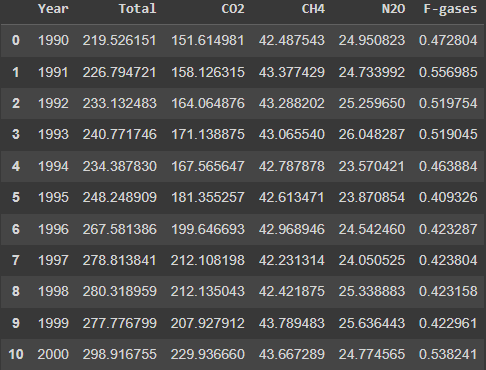 Year Total CO2 CH4 N2O F-gases
0 1990 219.526151 151.614981 42.487543 24.950823 0.472804
1 1991 226.794721 158.126315 43.377429 24.733992 0.556985
2 1992 233.132483 164.064876 43.288202 25.259650 0.519754
3 1993 240.771746 171.138875 43.065540 26.048287 0.519045
4 1994 234.387830 167.565647 42.787878 23.570421 0.463884
5 1995 248.248909 181.355257 42.613471 23.870854 0.409326
6 1996 267.581386 199.646693 42.968946 24.542460 0.423287
7 1997 278.813841 212.108198 42.231314 24.050525 0.423804
8 1998 280.318959 212.135043 42.421875 25.338883 0.423158
9 1999 277.776799 207.927912 43.789483 25.636443 0.422961
10 2000 298.916755 229.936660 43.667289 24.774565 0.538241